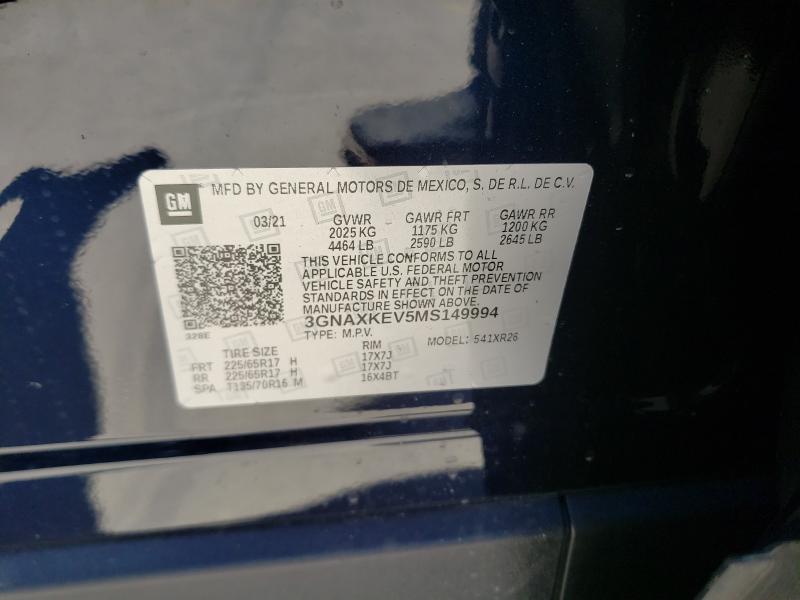 GM MFD BY GENERAL MOTORS DE MEXICO, S. DE R.L. DE C.V.
03/21 GVWR GAWR FRT GAWR RR
2025 KG 1175 KG 1200 KG
4464 LB 2590 LB 2645 LB
THIS VEHICLE CONFORMS TO ALL
APPLICABLE U.S. FEDERAL MOTOR
VEHICLE SAFETY AND THEFT PREVENTION
STANDARDS IN EFFECT ON THE DATE OF
MANUFACTURE SHOWN ABOVE.
3GNAXKEV5MS149994
328E TYPE: M.P.V. MODEL: 541XR26
TIRE SIZE RIM
FRT 225/65R17 H 17X7J
RR 225/65R17 H 17X7J
SPA T135/70R16 M 16X4BT